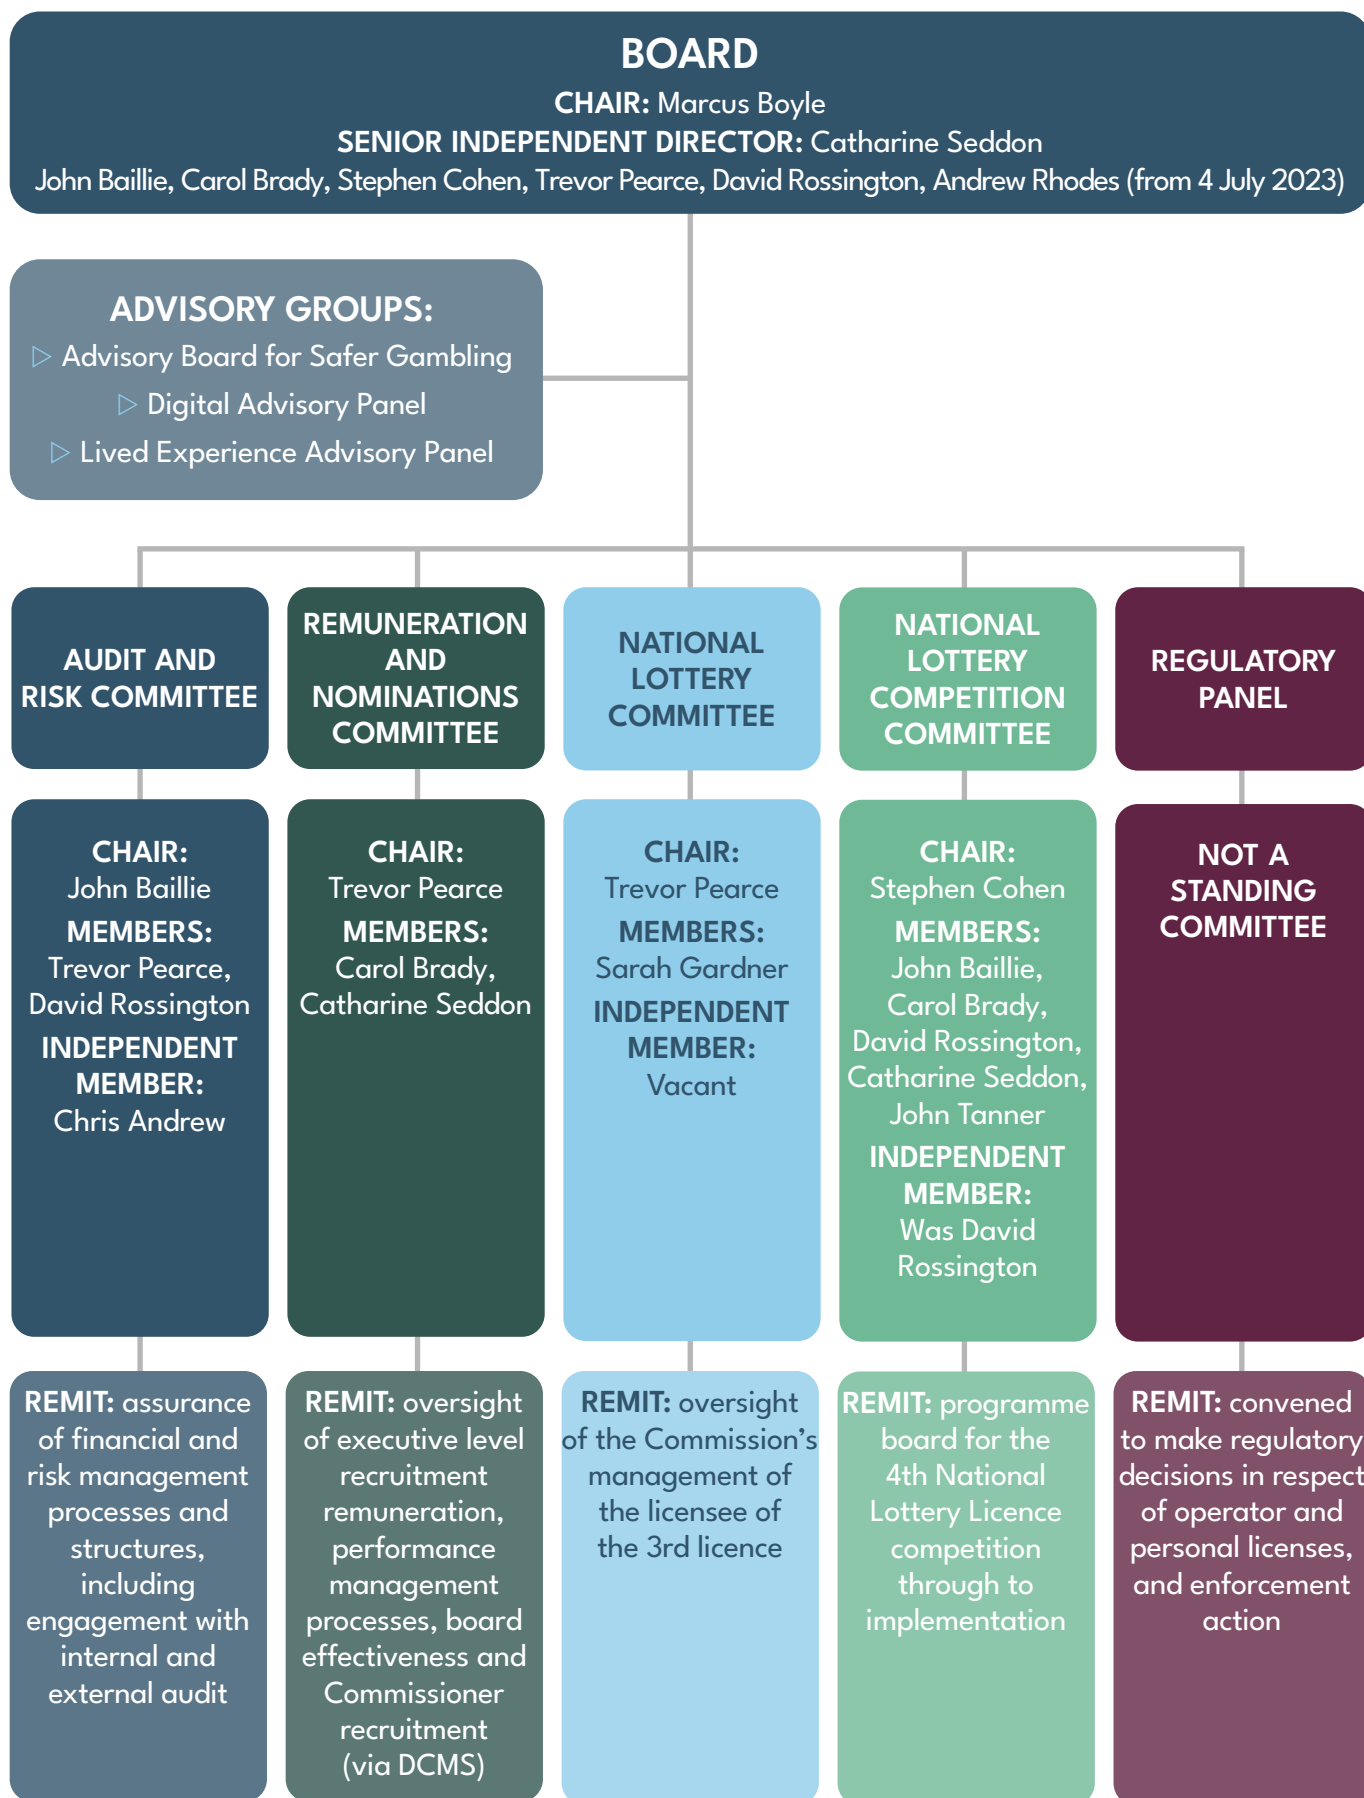 BOARD
CHAIR: Marcus Boyle
SENIOR INDEPENDENT DIRECTOR: Catharine Seddon
John Baillie, Carol Brady, Stephen Cohen, Trevor Pearce, David Rossington, Andrew Rhodes (from 4 July 2023)
ADVISORY GROUPS:
▷ Advisory Board for Safer Gambling
▷ Digital Advisory Panel
▷ Lived Experience Advisory Panel
AUDIT AND
RISK COMMITTEE
CHAIR:
John Baillie
MEMBERS:
Trevor Pearce,
David Rossington
INDEPENDENT
MEMBER:
Chris Andrew
REMIT: assurance
of financial and
risk management
processes and
structures,
including
engagement with
internal and
external audit
REMUNERATION
AND
NOMINATIONS
COMMITTEE
CHAIR:
Trevor Pearce
MEMBERS:
Carol Brady,
Catharine Seddon
REMIT: oversight
of executive level
recruitment
remuneration,
performance
management
processes, board
effectiveness and
Commissioner
recruitment
(via DCMS)
NATIONAL
LOTTERY
COMMITTEE
CHAIR:
Trevor Pearce
MEMBERS:
Sarah Gardner
INDEPENDENT
MEMBER:
Vacant
REMIT: oversight
of the Commission’s
management of
the licensee of
the 3rd licence
NATIONAL
LOTTERY
COMPETITION
COMMITTEE
CHAIR:
Stephen Cohen
MEMBERS:
John Baillie,
Carol Brady,
David Rossington,
Catharine Seddon,
John Tanner
INDEPENDENT
MEMBER:
Was David
Rossington
REMIT: programme
board for the
4th National
Lottery Licence
competition
through to
implementation
REGULATORY
PANEL
NOT A
STANDING
COMMITTEE
REMIT: convened
to make regulatory
decisions in respect
of operator and
personal licenses,
and enforcement
action